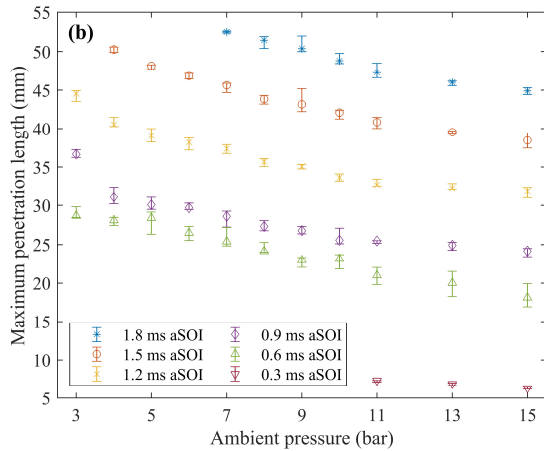 (b)
Maximum penetration length (mm)
55
50
45
40
35
30
25
20
15
10
5
1.8 ms aSOI
1.5 ms aSOI
1.2 ms aSOI
0.9 ms aSOI
0.6 ms aSOI
0.3 ms aSOI
3 5 7 9 11 13 15
Ambient pressure (bar)